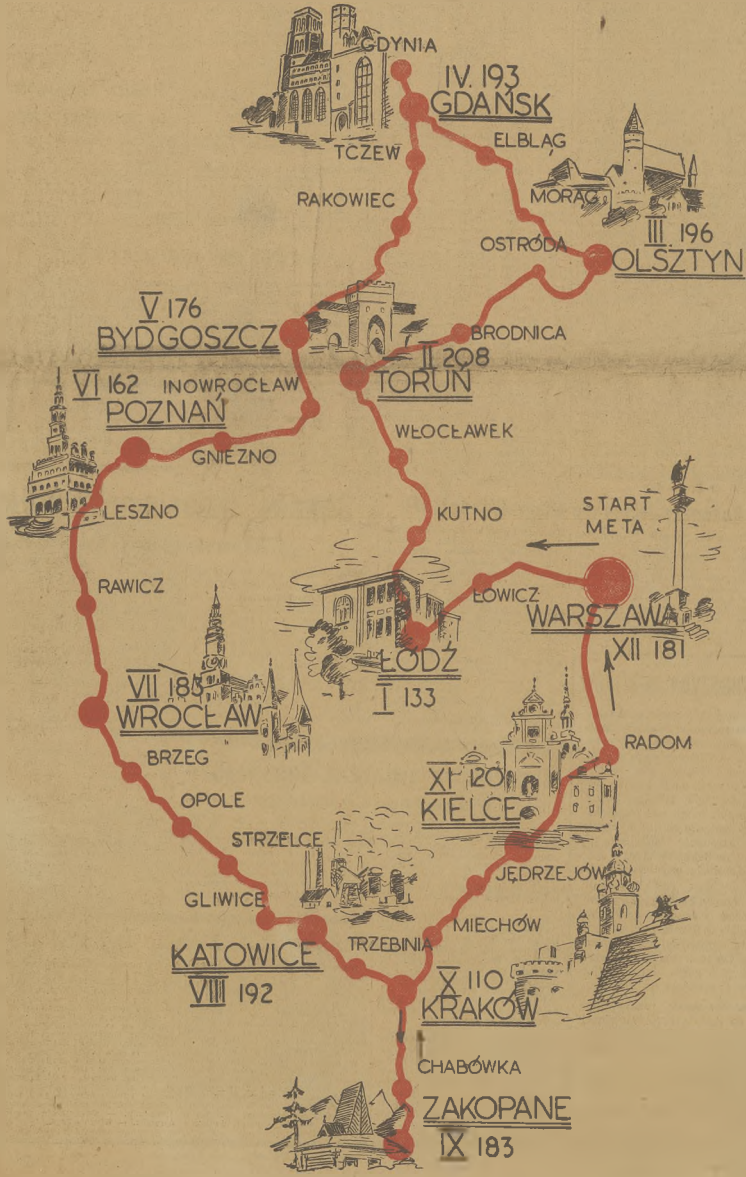 GDYNIA
IV. 193
GDAŃSK
TCZEW
ELBLĄG
RAKOWIEC
MORĄG
OSTRÓDA
III. 196
OLSZTYN
V 176
BYDGOSZCZ
BRODNICA
II 208
TORUŃ
VI 162
INOWROCŁAW
POZNAŃ
GNIEZNO
WŁOCŁAWEK
LESZNO
KUTNO
START
META
RAWICZ
ŁOWICZ
WARSZAWA
XII 181
ŁÓDŹ
I 133
VII 183
WROCŁAW
BRZEG
RADOM
OPOLE
XI 120
KIELCE
STRZELCE
JĘDRZEJÓW
GLIWICE
MIECHÓW
TRZEBINIA
KATOWICE
VIII 192
X 110
KRAKÓW
CHABÓWKA
ZAKOPANE
IX 183